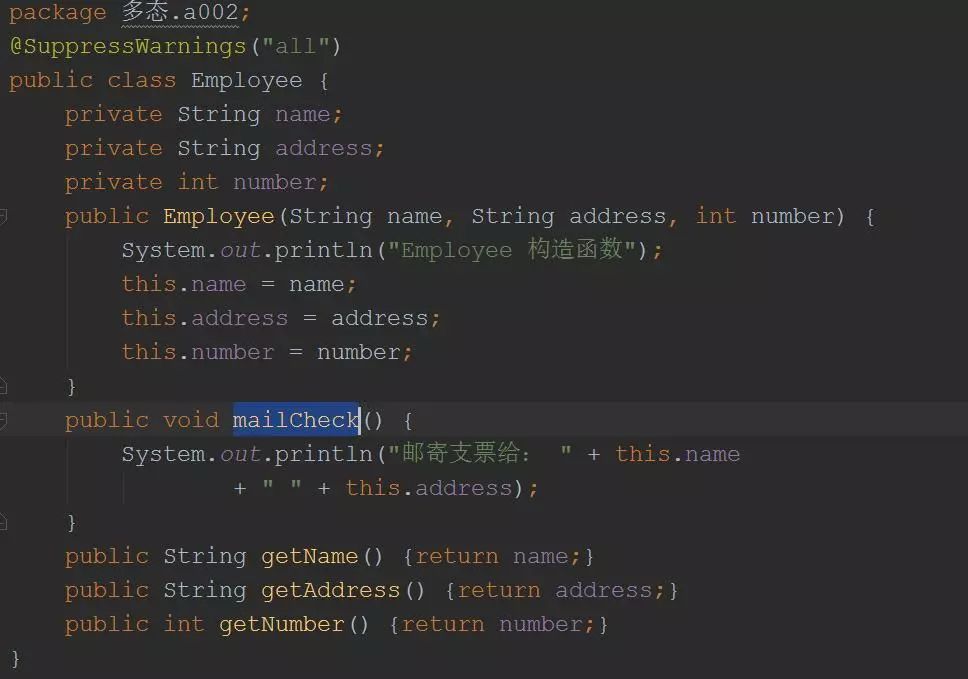 package 多态.a002;
@SuppressWarnings("all")
public class Employee {
    private String name;
    private String address;
    private int number;
    public Employee(String name, String address, int number) {
        System.out.println("Employee 构造函数");
        this.name = name;
        this.address = address;
        this.number = number;
    }
    public void mailCheck() {
        System.out.println("邮寄支票给： " + this.name
                + " " + this.address);
    }
    public String getName() {return name;}
    public String getAddress() {return address;}
    public int getNumber() {return number;}
}